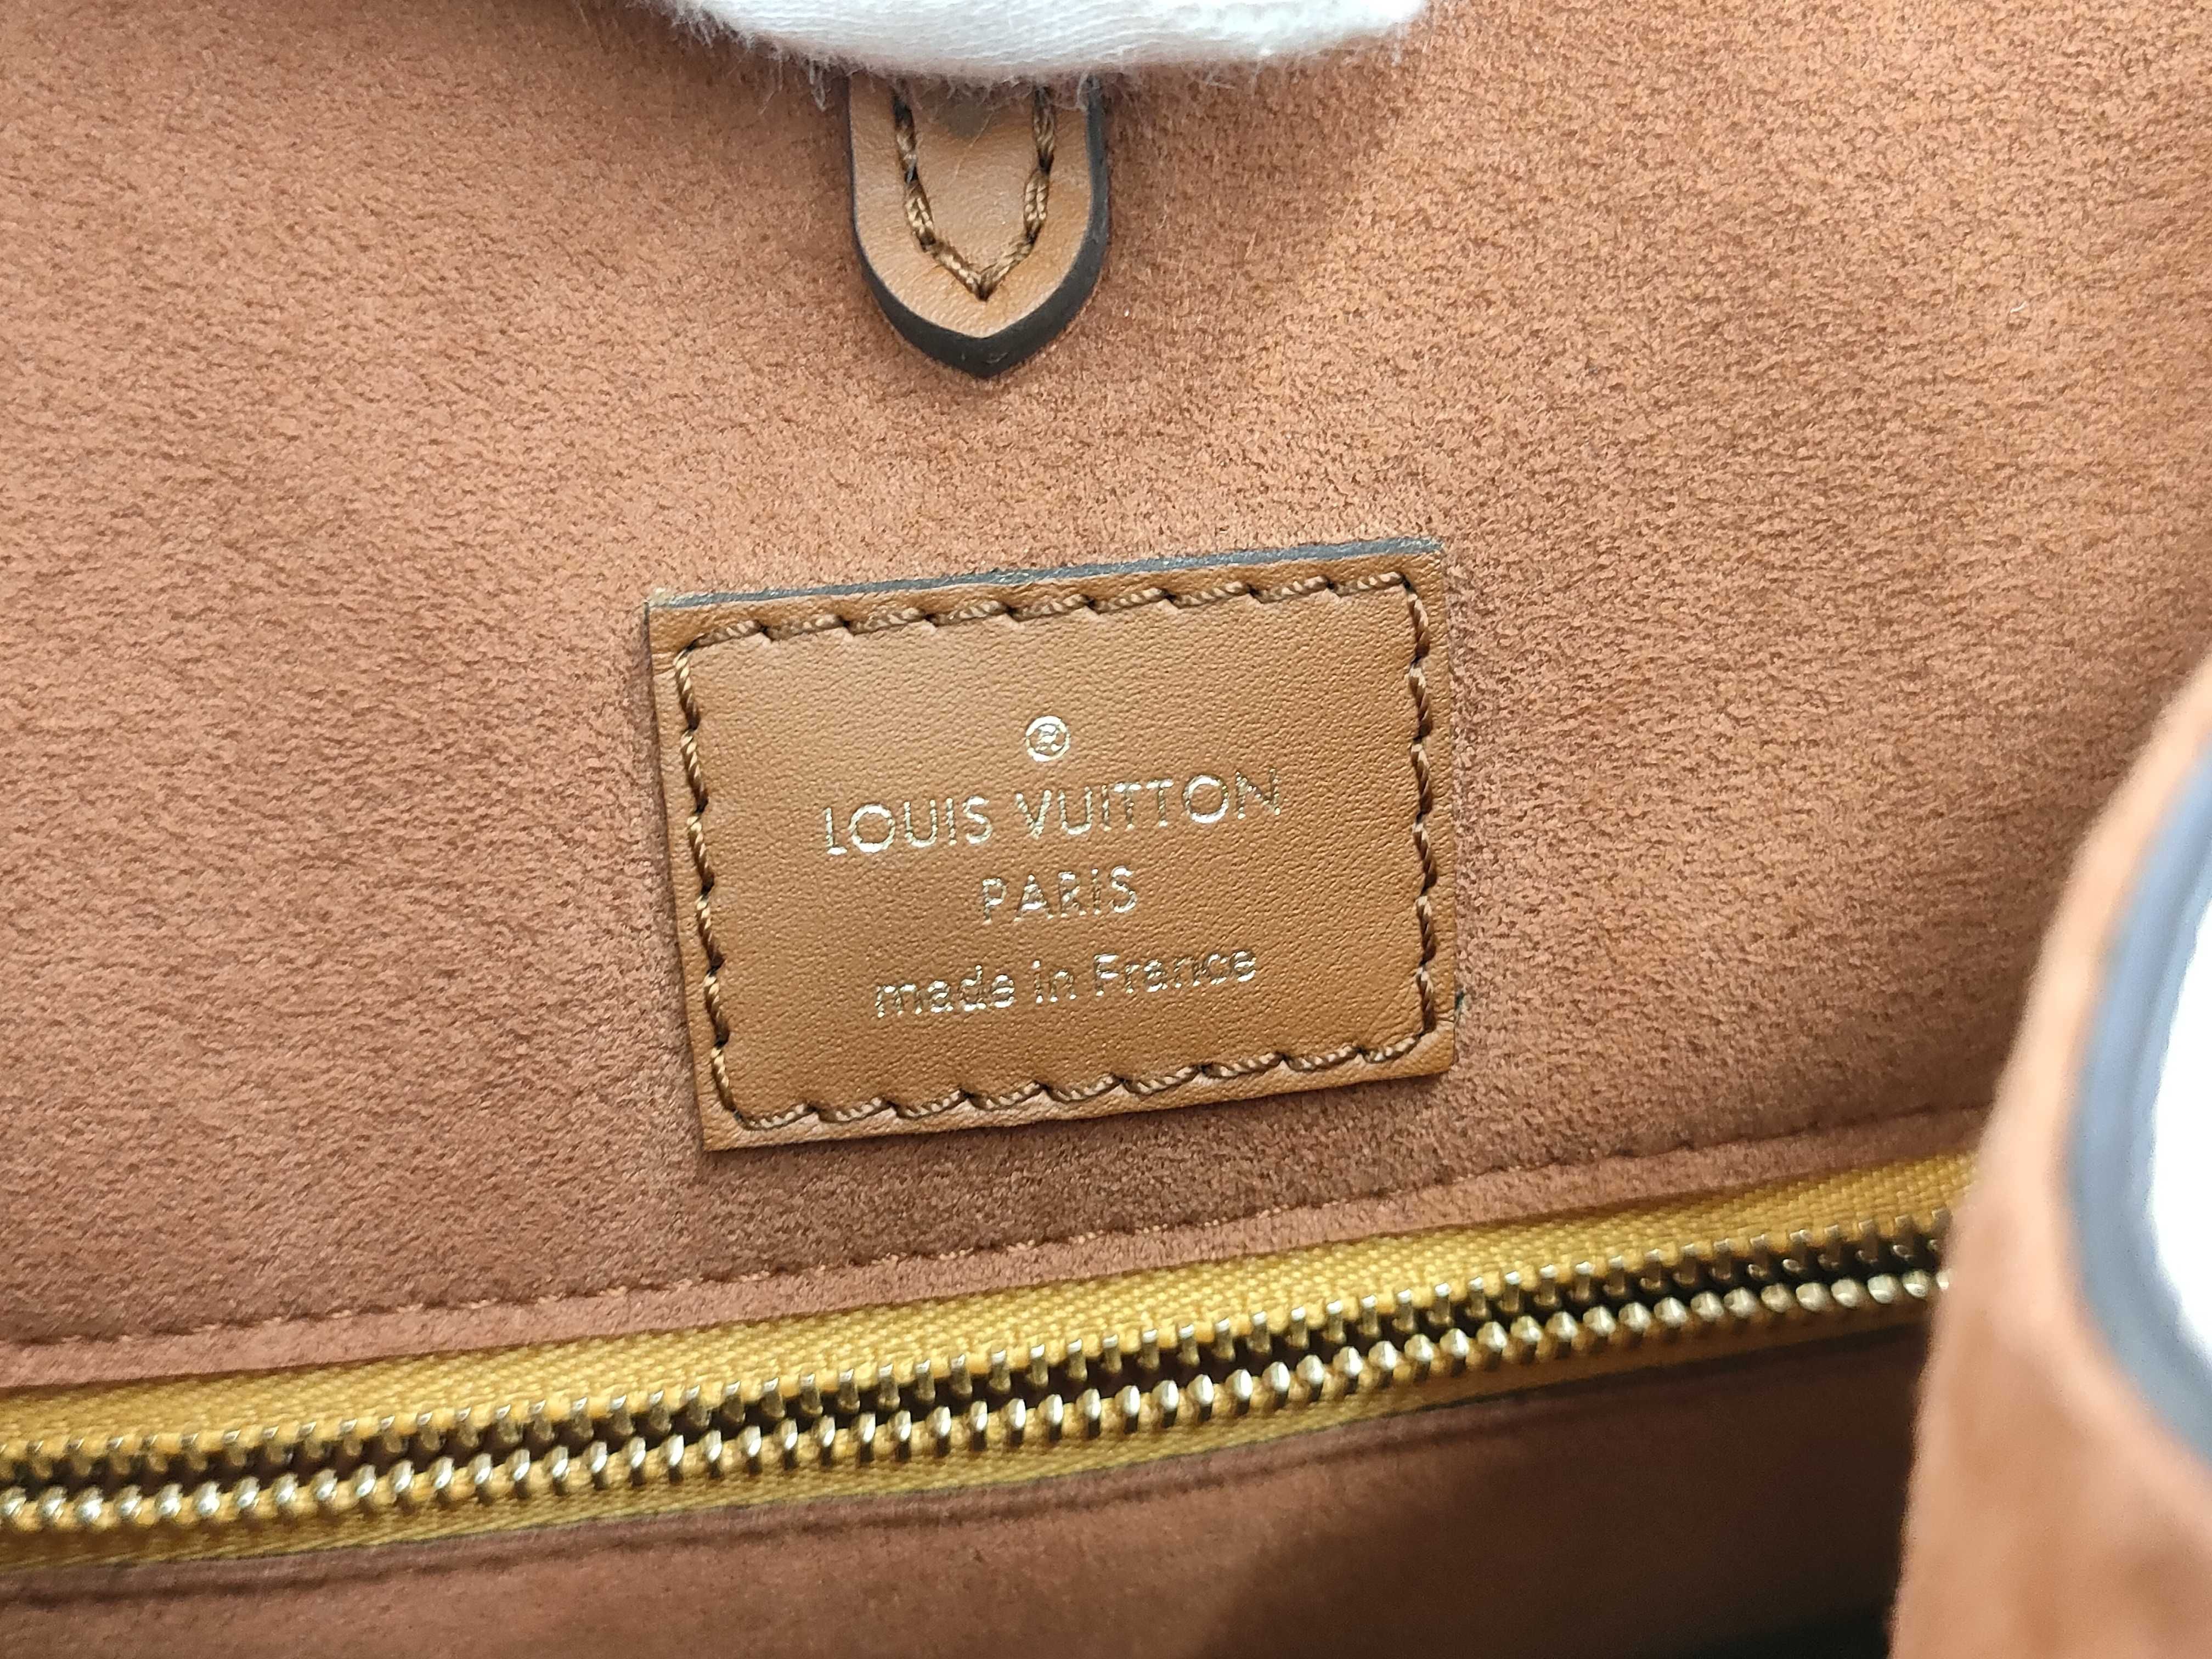 ®
LOUIS VUITTON
PARIS
made in France